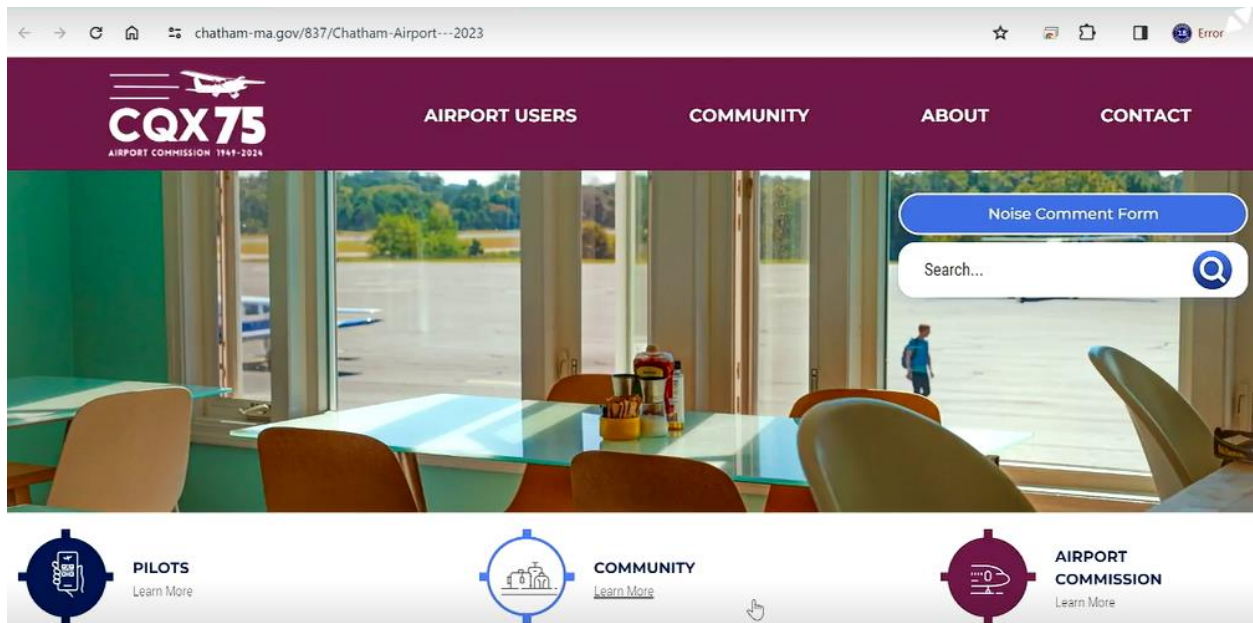 chatham-ma.gov/837/Chatham-Airport---2023
Error
CQX75
AIRPORT COMMISSION 1949-2024
AIRPORT USERS
COMMUNITY
ABOUT
CONTACT
Noise Comment Form
Search...
PILOTS
Learn More
COMMUNITY
Learn More
AIRPORT
COMMISSION
Learn More